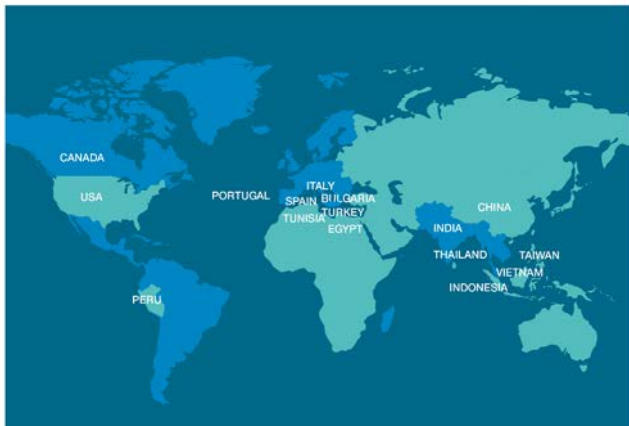 CANADA
USA
PERU
PORTUGAL
ITALY
SPAIN
BULGARIA
TUNISIA
TURKEY
EGYPT
CHINA
INDIA
THAILAND
TAIWAN
VIETNAM
INDONESIA